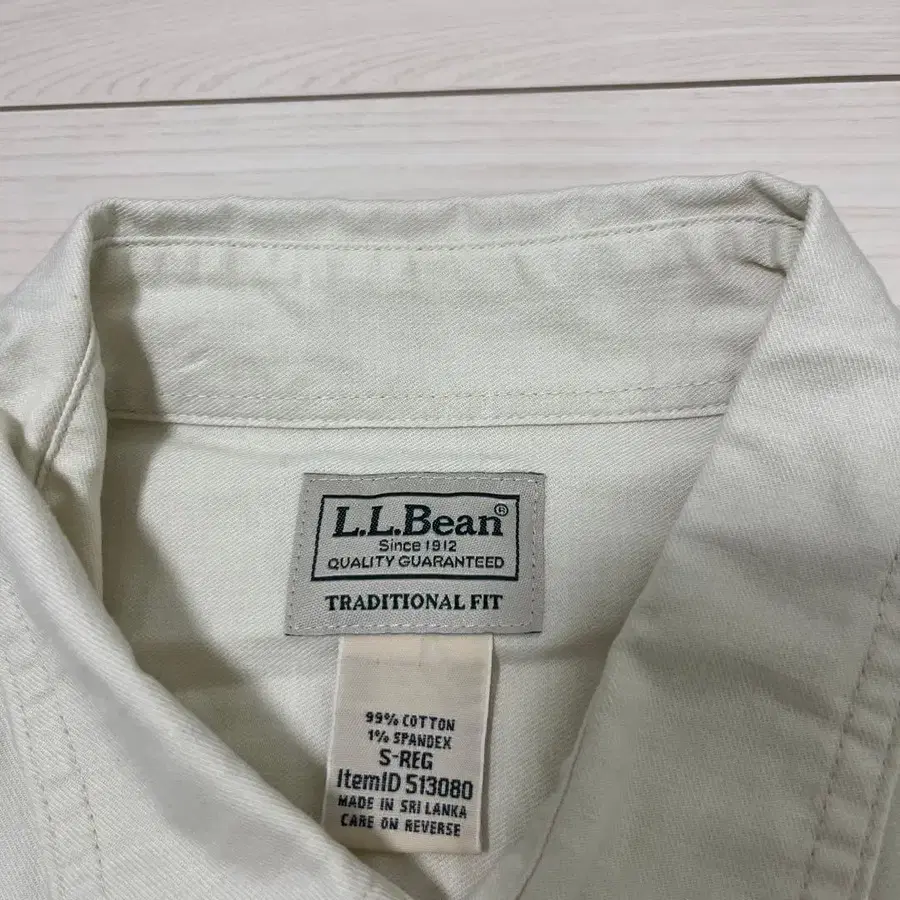 L.L.Bean®
Since 1912
QUALITY GUARANTEED
TRADITIONAL FIT
99% COTTON
1% SPANDEX
S-REG
ItemID 513080
MADE IN SRI LANKA
CARE ON REVERSE